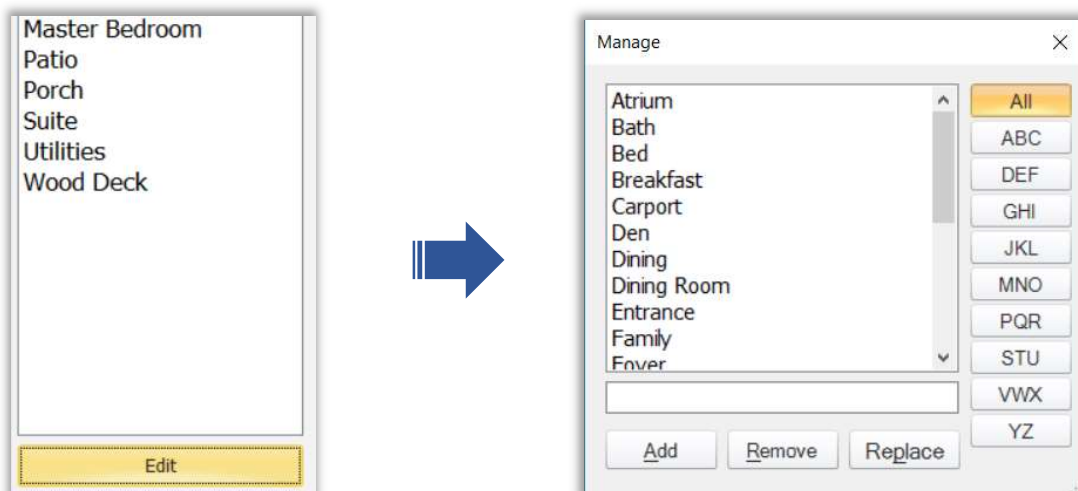 Master Bedroom
Patio
Porch
Suite
Utilities
Wood Deck
Edit
Manage
Atrium
Bath
Bed
Breakfast
Carport
Den
Dining
Dining Room
Entrance
Family
Foyer
Add
Remove
Replace
All
ABC
DEF
GHI
JKL
MNO
PQR
STU
VWX
YZ